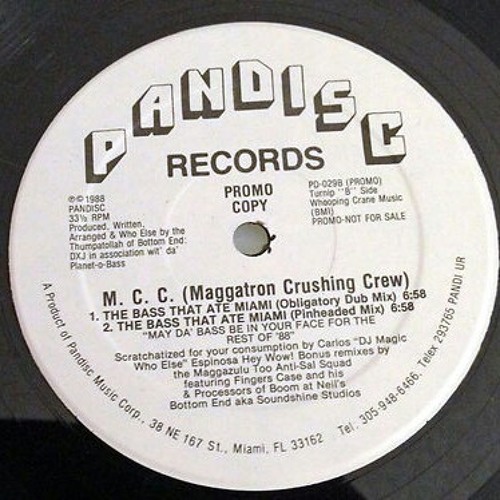 PANDISC
RECORDS
PROMO
COPY
℗© 1988
PANDISC
33⅓ RPM
Produced, Written,
Arranged & Who Else by the
Thumpatollah of Bottom End:
DXJ in association wit' da'
Planet-o-Bass
PD-029B (PROMO)
Turnip "B" Side
Whooping Crane Music
(BMI)
PROMO-NOT FOR SALE
M. C. C. (Maggatron Crushing Crew)
1. THE BASS THAT ATE MIAMI (Obligatory Dub Mix) 6:58
2. THE BASS THAT ATE MIAMI (Pinheaded Mix) 6:58
"MAY DA' BASS BE IN YOUR FACE FOR THE
REST OF '88"
Scratchatized for your consumption by Carlos "DJ Magic
Who Else" Espinosa Hey Wow! Bonus remixes by
the Maggazulu Too Anti-Sal Squad
featuring Fingers Case and his
& Processors of Boom at Neil's
Bottom End aka Soundshine Studios
A Product of Pandisc Music Corp., 38 NE 167 St., Miami, FL 33162 Tel. 305-948-6466, Telex 293765 PANDI UR